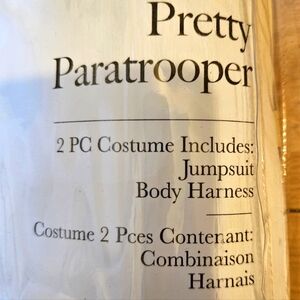 Pretty
Paratrooper
2 PC Costume Includes:
Jumpsuit
Body Harness
Costume 2 Pces Contenant:
Combinaison
Harnais